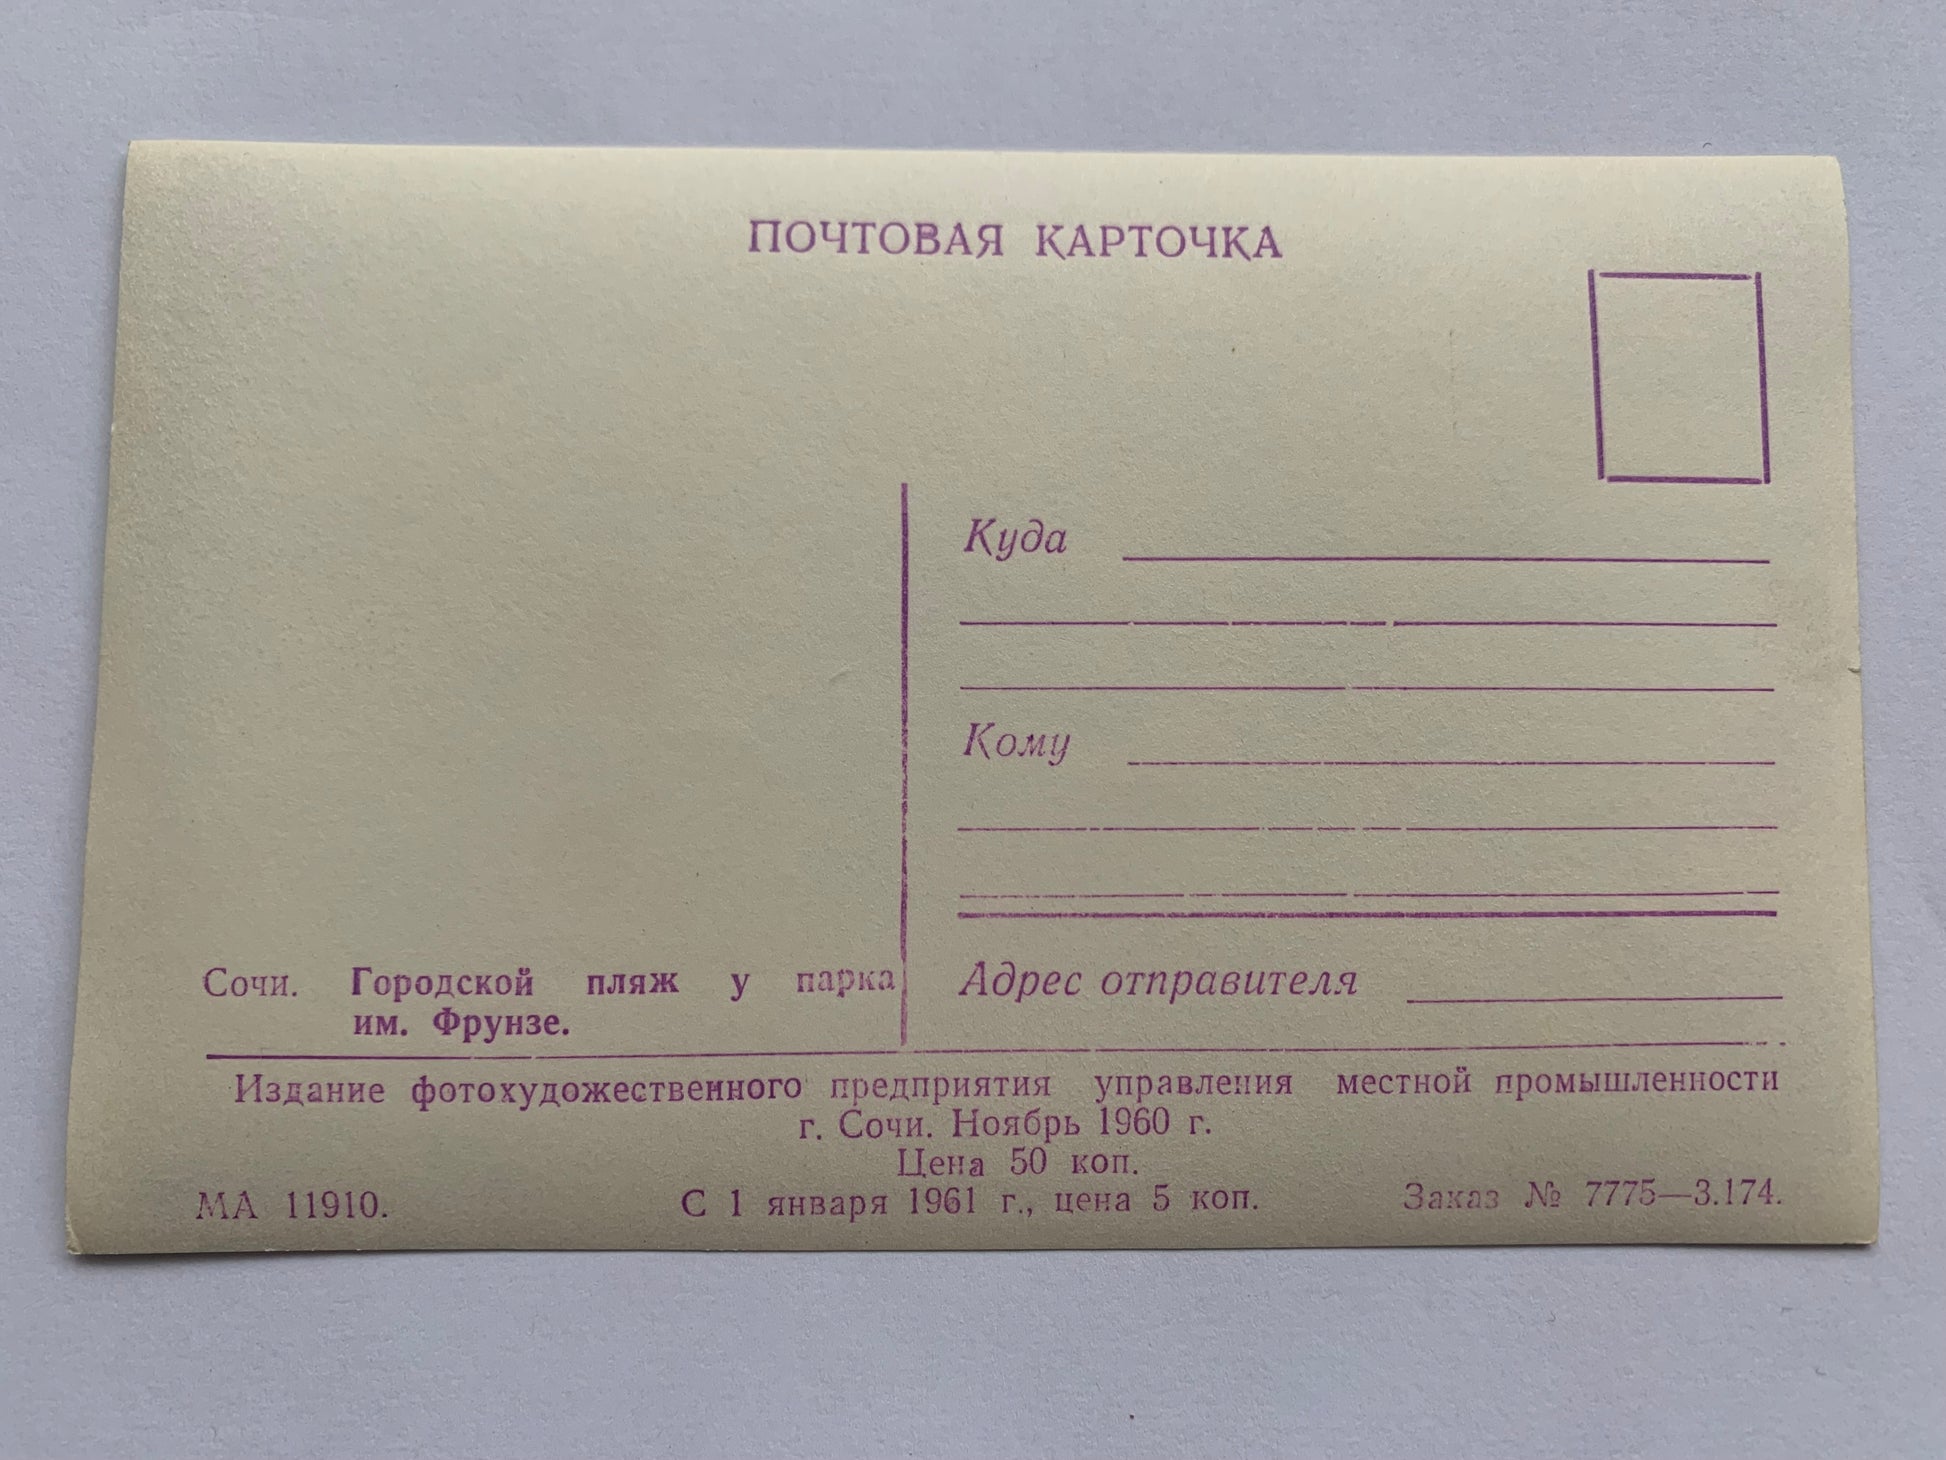 ПОЧТОВАЯ КАРТОЧКА
Куда
Кому
Адрес отправителя
Сочи. Городской пляж у парка
им. Фрунзе.
Издание фотохудожественного предприятия управления местной промышленности
г. Сочи. Ноябрь 1960 г.
Цена 50 коп.
МА 11910. С 1 января 1961 г., цена 5 коп. Заказ № 7775—3.174.